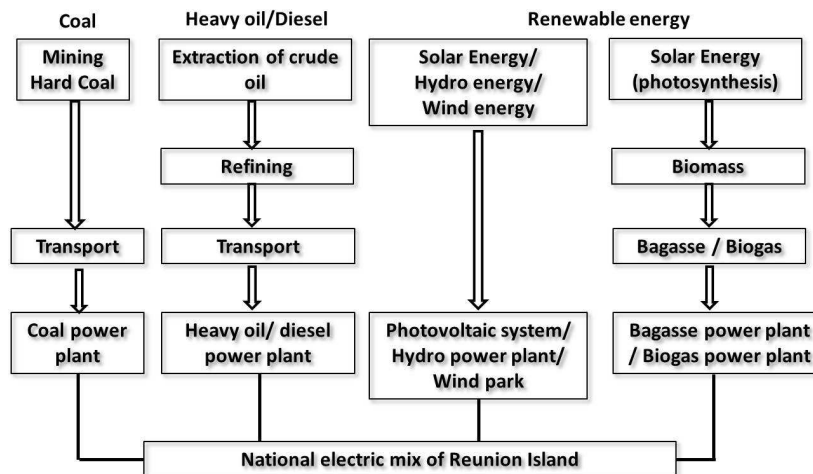 Coal
Heavy oil/Diesel
Renewable energy
Mining
Hard Coal
Extraction of crude
oil
Solar Energy/
Hydro energy/
Wind energy
Solar Energy
(photosynthesis)
Refining
Biomass
Transport
Transport
Bagasse / Biogas
Coal power
plant
Heavy oil/ diesel
power plant
Photovoltaic system/
Hydro power plant/
Wind park
Bagasse power plant
/ Biogas power plant
National electric mix of Reunion Island